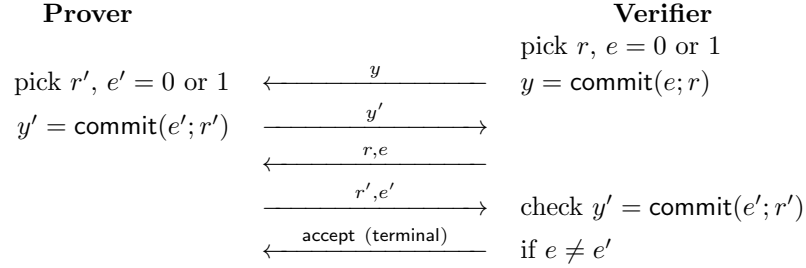 Prover Verifier
pick r, e = 0 or 1
pick r′, e′ = 0 or 1 y y = commit(e; r)
y′ = commit(e′; r′) y′
r,e
r′,e′ check y′ = commit(e′; r′)
accept (terminal) if e ≠ e′